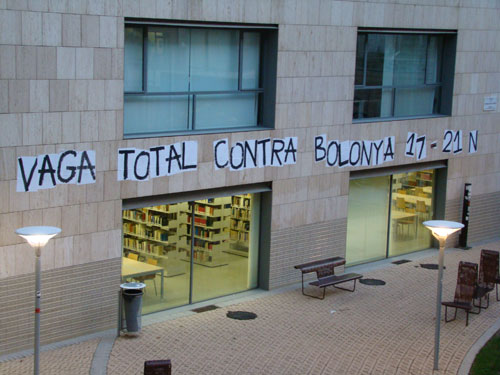 VAGA TOTAL CONTRA BOLONYA 17-21 N